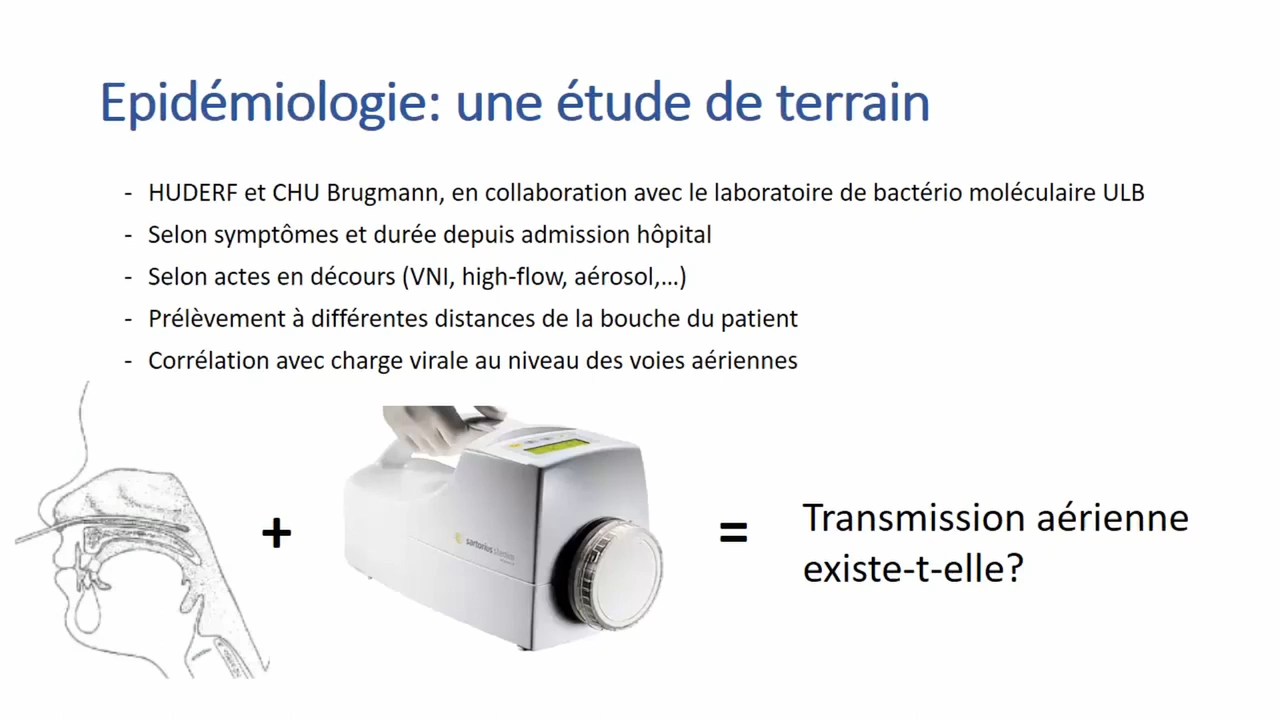 Epidémiologie: une étude de terrain
- HUDERF et CHU Brugmann, en collaboration avec le laboratoire de bactério moléculaire ULB
- Selon symptômes et durée depuis admission hôpital
- Selon actes en décours (VNI, high-flow, aérosol,...)
- Prélèvement à différentes distances de la bouche du patient
- Corrélation avec charge virale au niveau des voies aériennes
+
sartorius
=
Transmission aérienne
existe-t-elle?